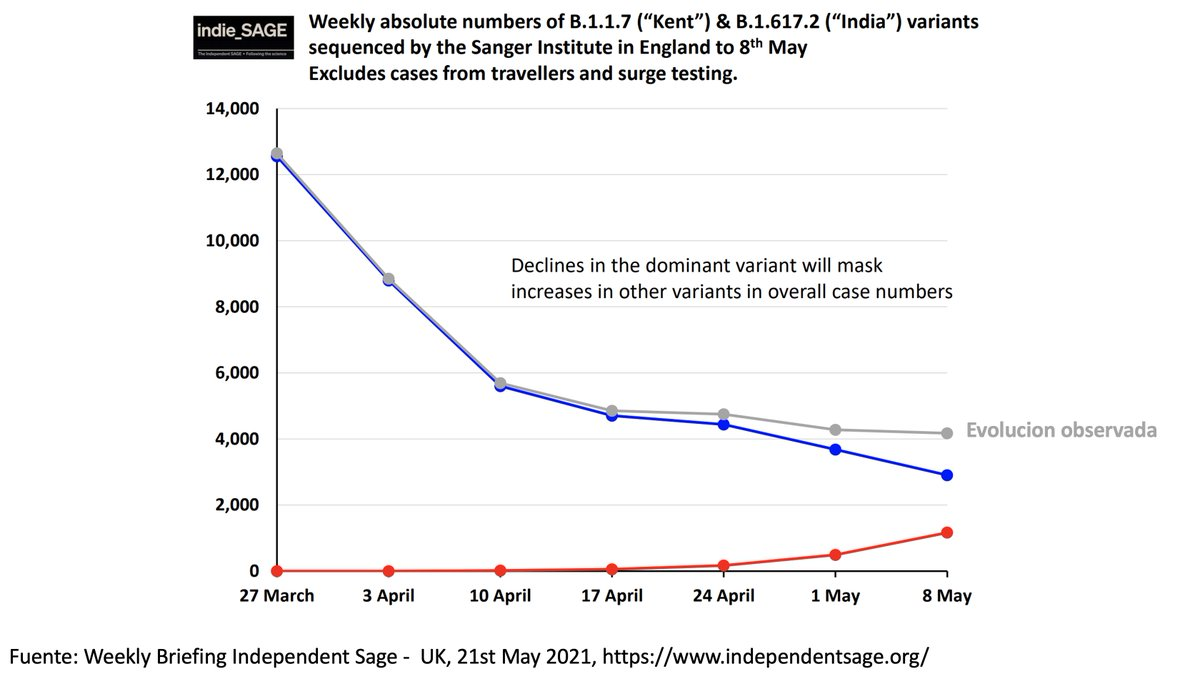 indie_SAGE
The Independent SAGE • Following the science
Weekly absolute numbers of B.1.1.7 (“Kent”) & B.1.617.2 (“India”) variants
sequenced by the Sanger Institute in England to 8th May
Excludes cases from travellers and surge testing.
14,000
12,000
10,000
Declines in the dominant variant will mask
increases in other variants in overall case numbers
8,000
6,000
4,000
Evolucion observada
2,000
0
27 March 3 April 10 April 17 April 24 April 1 May 8 May
Fuente: Weekly Briefing Independent Sage - UK, 21st May 2021, https://www.independentsage.org/